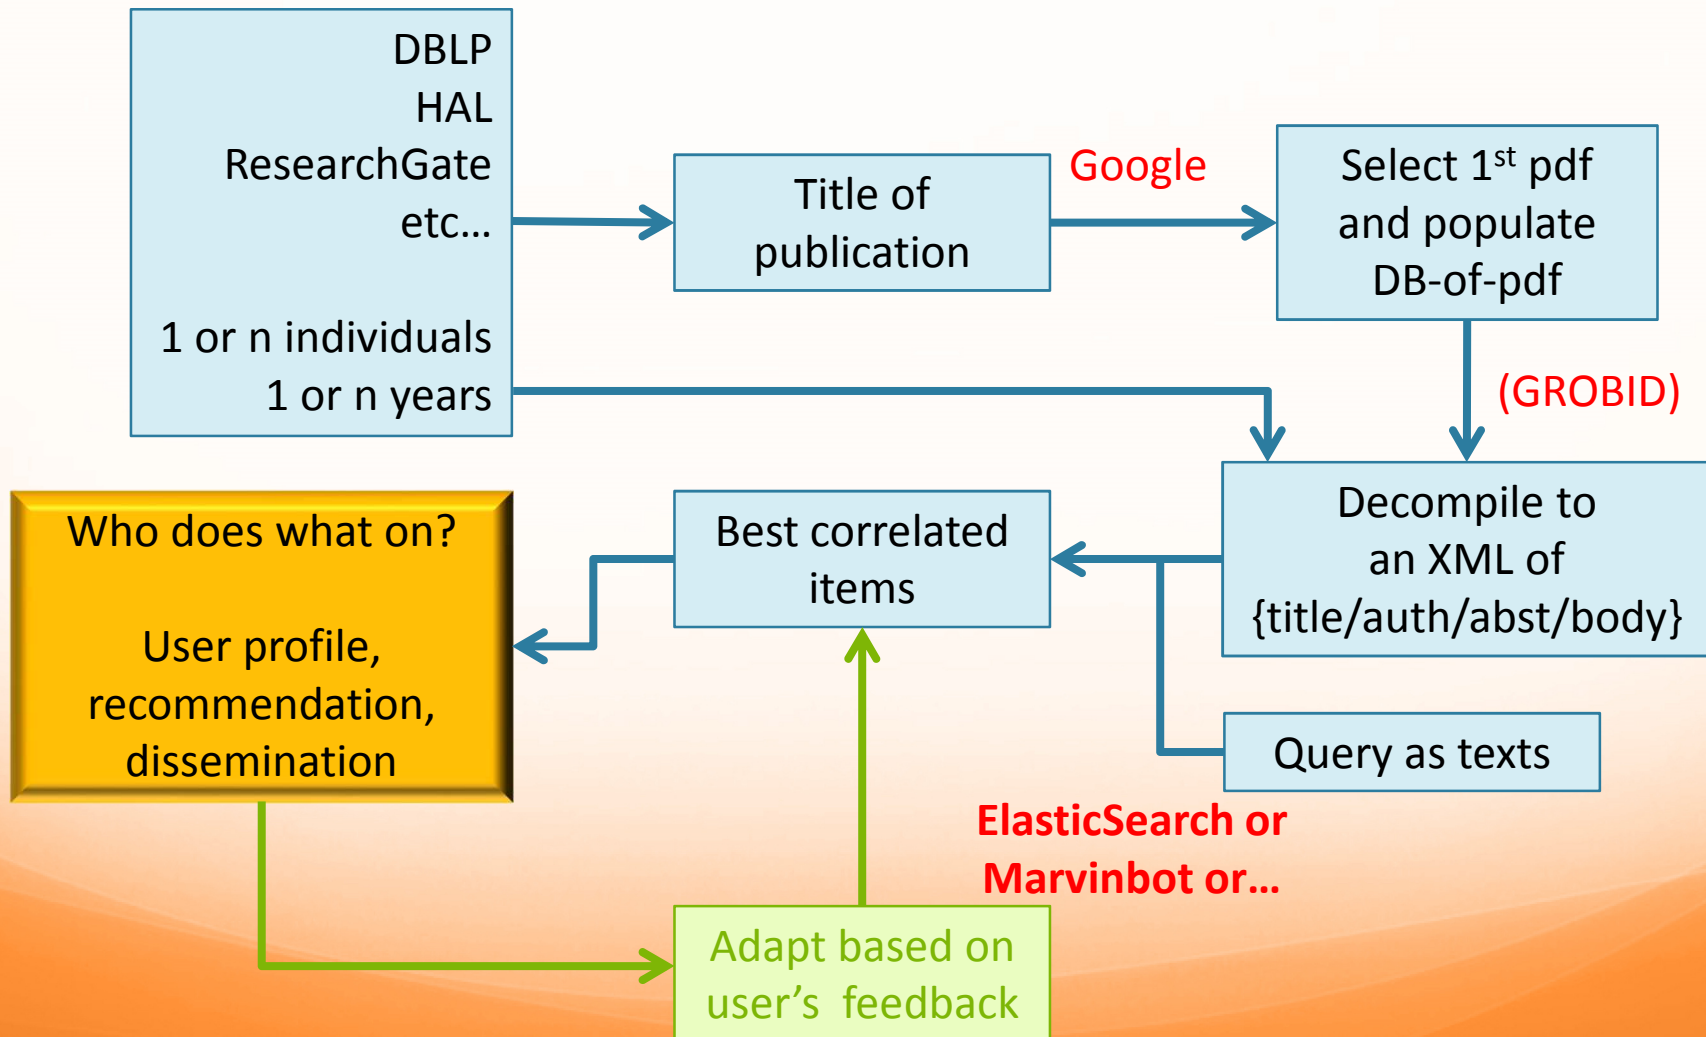 DBLP
HAL
ResearchGate
etc…
1 or n individuals
1 or n years
Title of
publication
Google
Select 1st pdf
and populate
DB-of-pdf
(GROBID)
Decompile to
an XML of
{title/auth/abst/body}
Query as texts
Best correlated
items
Who does what on?
User profile,
recommendation,
dissemination
ElasticSearch or
Marvinbot or…
Adapt based on
user’s  feedback